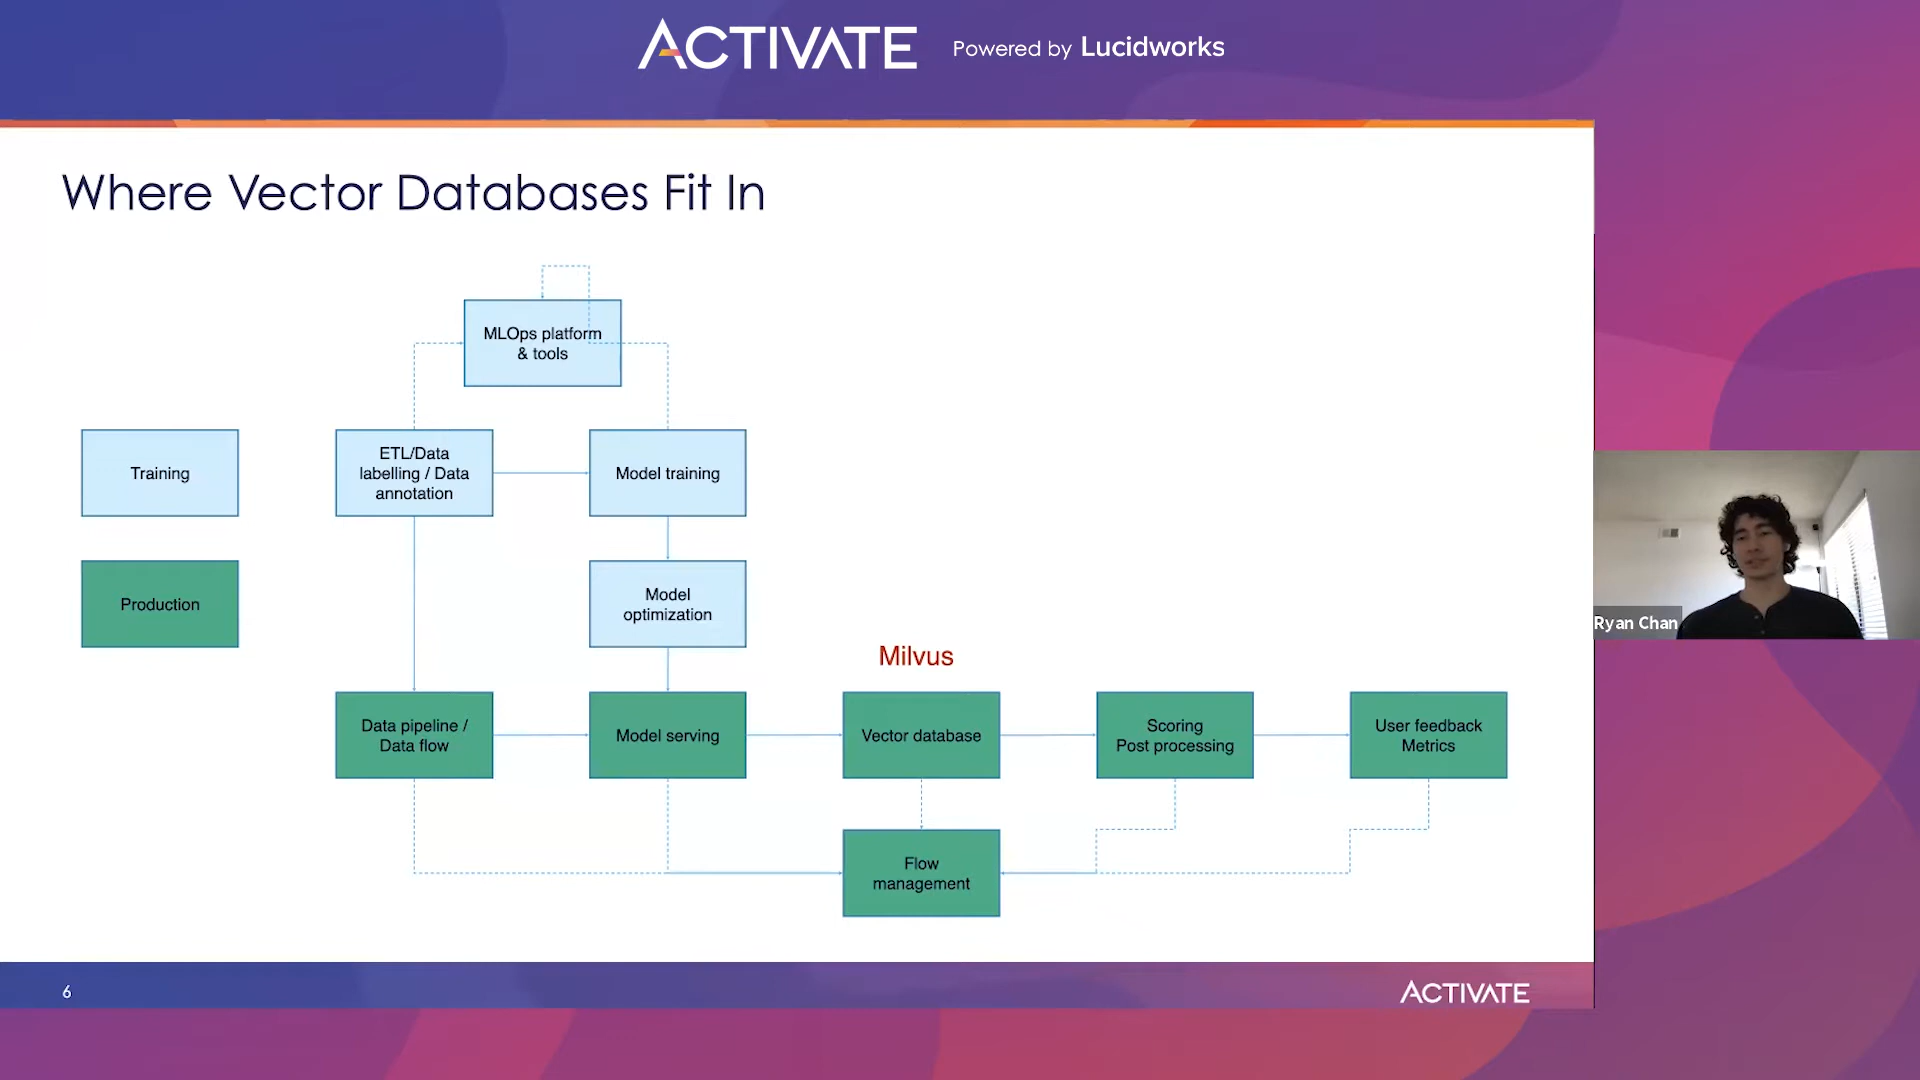 ACTIVATE Powered by Lucidworks
Where Vector Databases Fit In
MLOps platform
& tools
Training
ETL/Data
labelling / Data
annotation
Model training
Production
Model
optimization
Milvus
Data pipeline /
Data flow
Model serving
Vector database
Scoring
Post processing
User feedback
Metrics
Flow
management
Ryan Chan
6
ACTIVATE